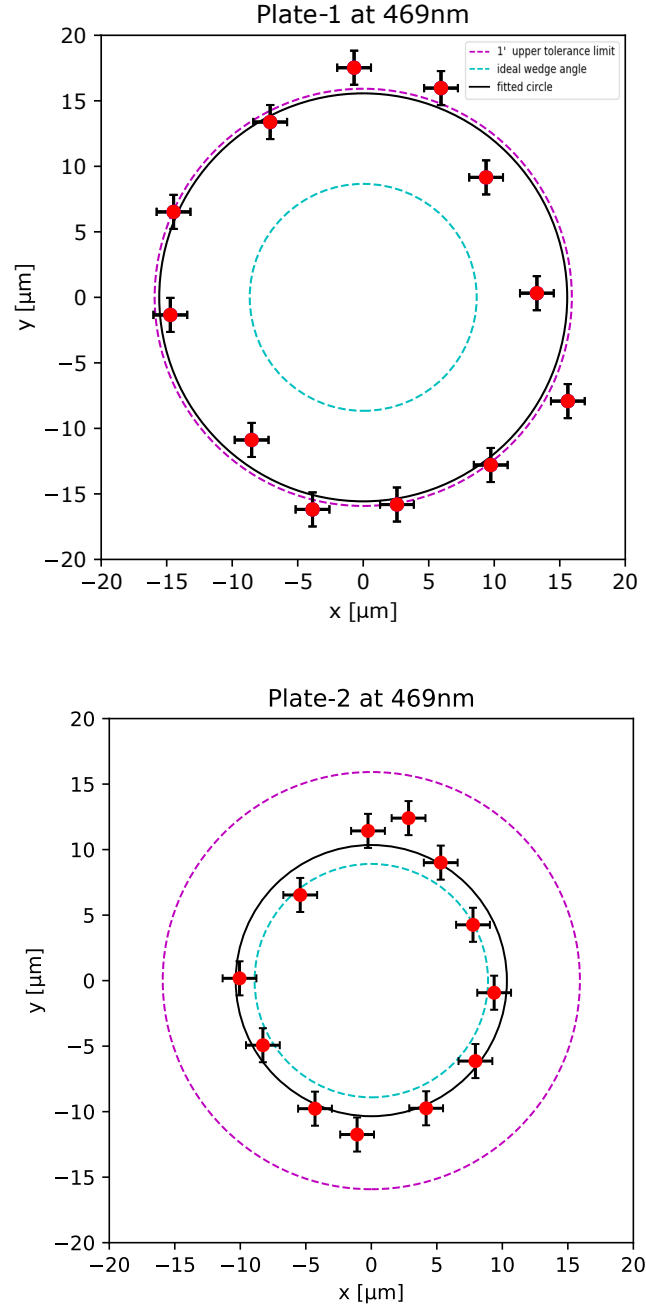 Plate-1 at 469nm
1' upper tolerance limit
ideal wedge angle
fitted circle
20
15
10
5
0
−5
−10
−15
−20
y [µm]
−20 −15 −10 −5 0 5 10 15 20
x [µm]
Plate-2 at 469nm
20
15
10
5
0
−5
−10
−15
−20
y [µm]
−20 −15 −10 −5 0 5 10 15 20
x [µm]